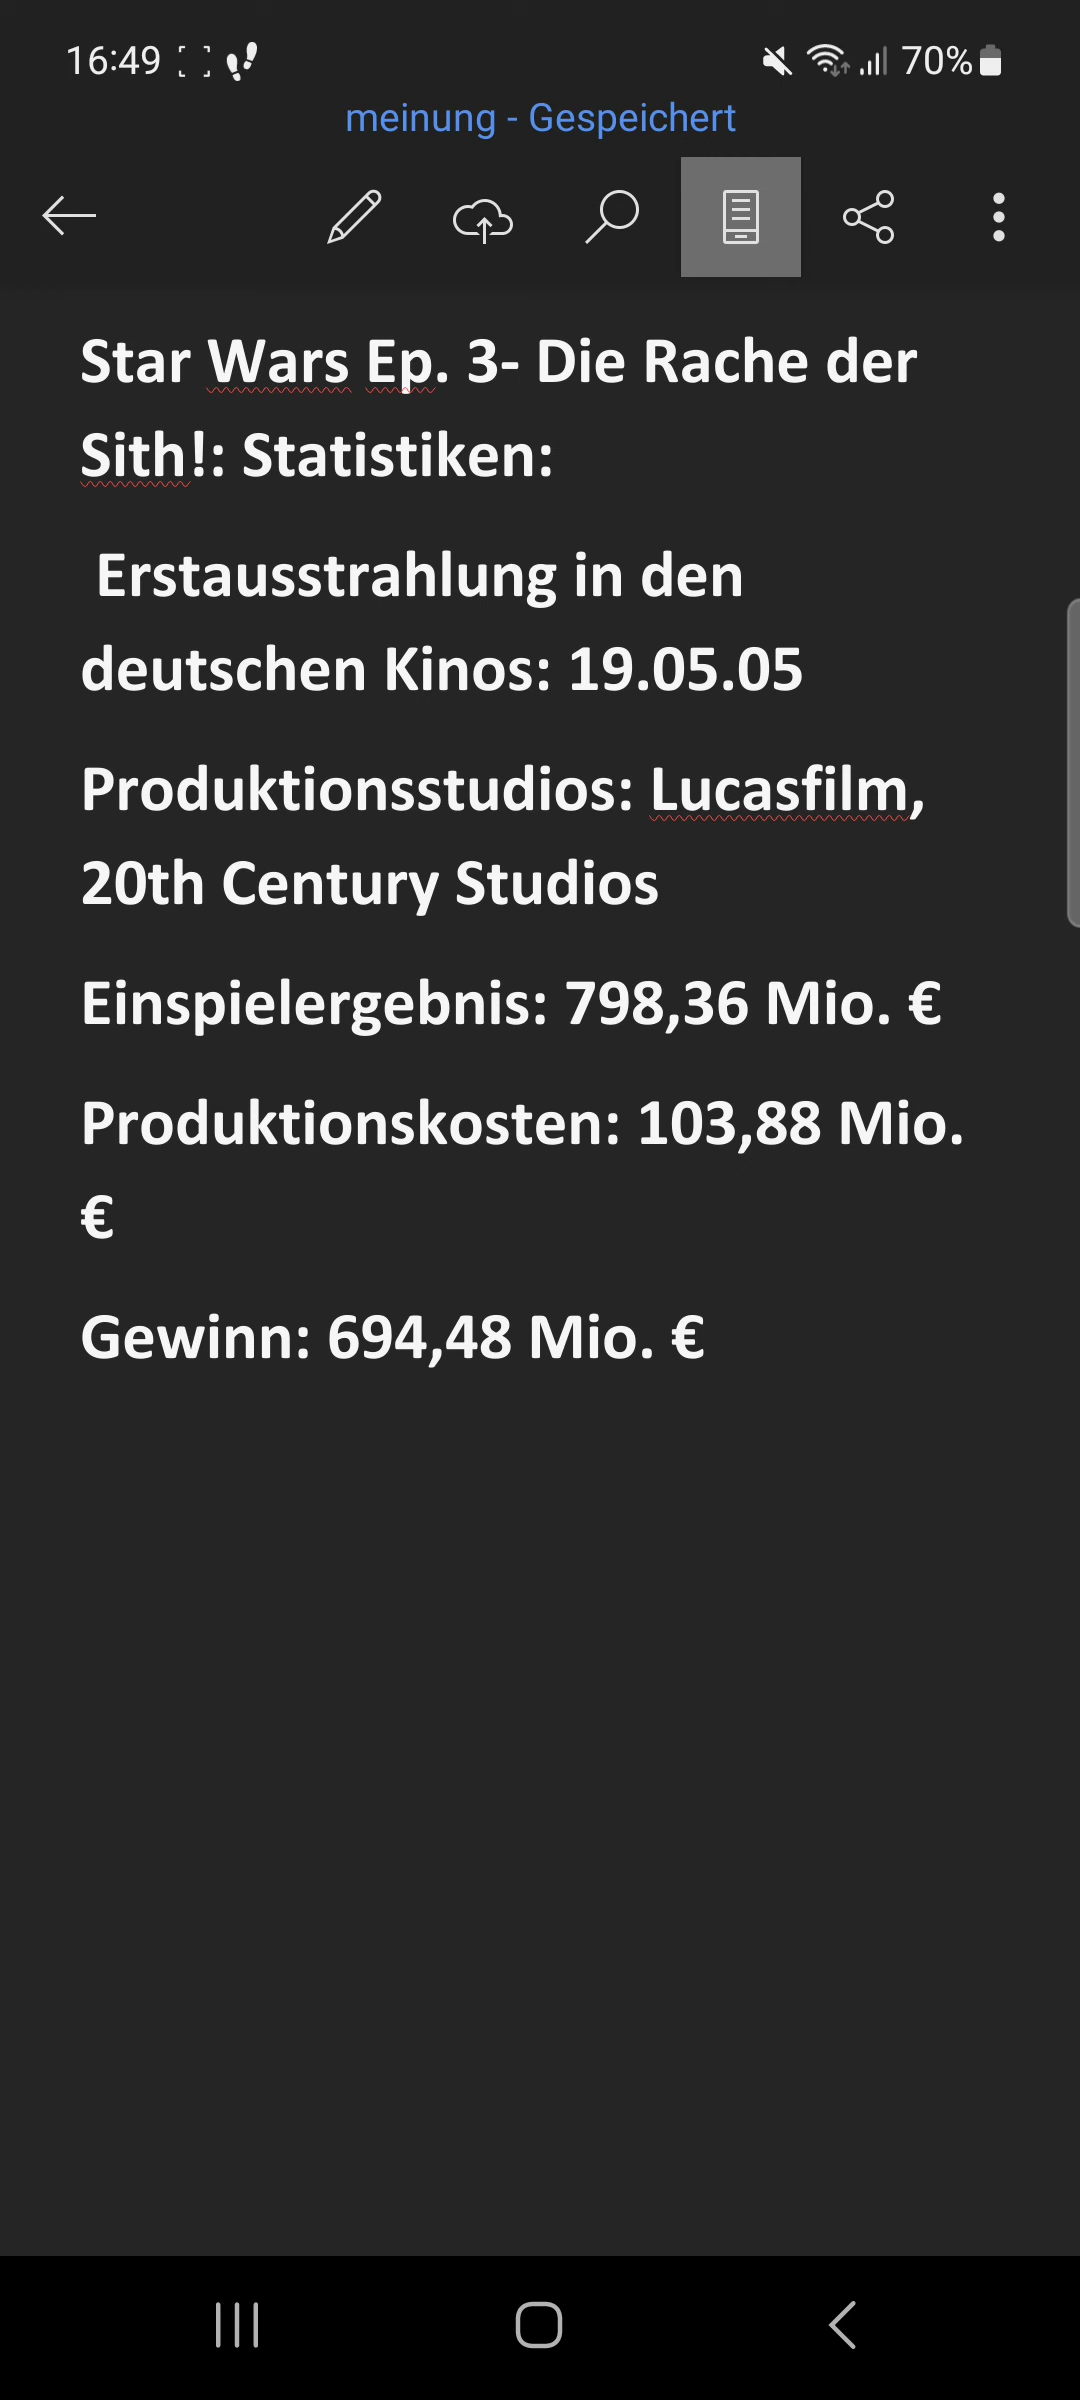 16:49 70%
meinung - Gespeichert
Star Wars Ep. 3- Die Rache der
Sith!: Statistiken:
Erstausstrahlung in den
deutschen Kinos: 19.05.05
Produktionsstudios: Lucasfilm,
20th Century Studios
Einspielergebnis: 798,36 Mio. €
Produktionskosten: 103,88 Mio.
€
Gewinn: 694,48 Mio. €